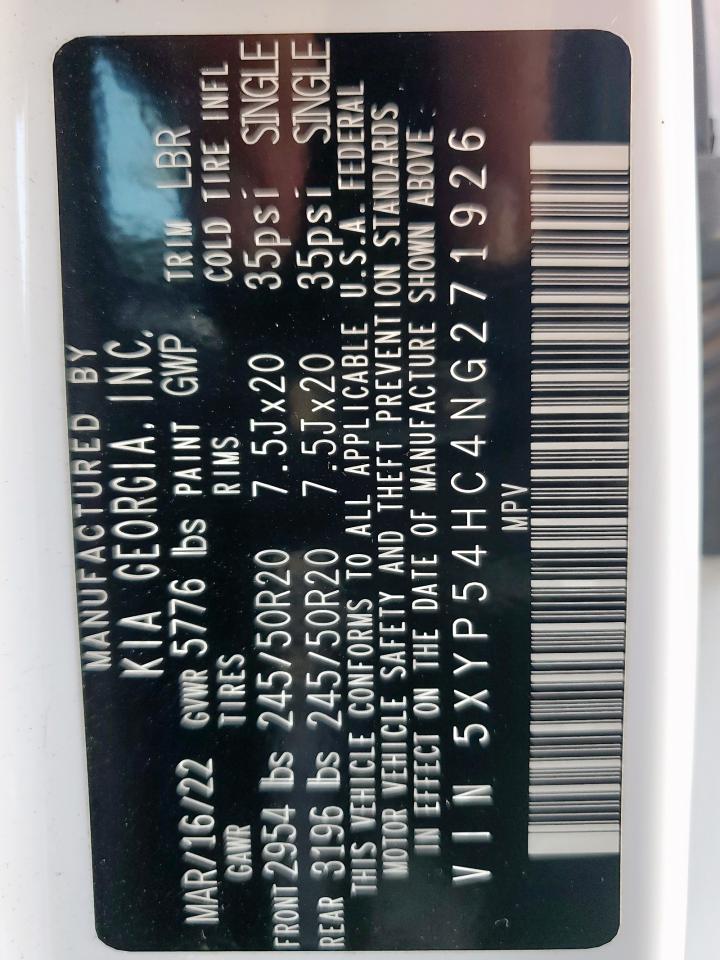 MANUFACTURED BY
KIA GEORGIA, INC.
MAR/16/22 GVWR 5776 lbs PAINT GWP TRIM LBR
GAWR TIRES RIMS COLD TIRE INFL
FRONT 2954 lbs 245/50R20 7.5Jx20 35psi SINGLE
REAR 3196 lbs 245/50R20 7.5Jx20 35psi SINGLE
THIS VEHICLE CONFORMS TO ALL APPLICABLE U.S.A. FEDERAL
MOTOR VEHICLE SAFETY AND THEFT PREVENTION STANDARDS
IN EFFECT ON THE DATE OF MANUFACTURE SHOWN ABOVE
VIN 5XYP54HC4NG271926
MPV